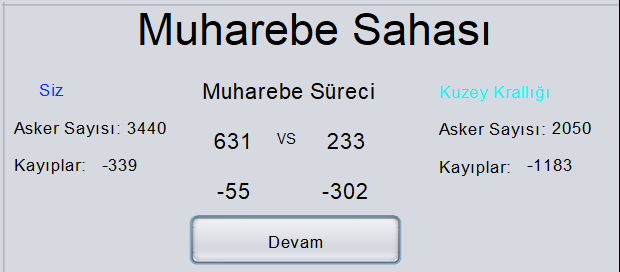 Muharebe Sahası
Siz
Asker Sayısı: 3440
Kayıplar: -339
Muharebe Süreci
631 VS 233
-55 -302
Kuzey Krallığı
Asker Sayısı: 2050
Kayıplar: -1183
Devam